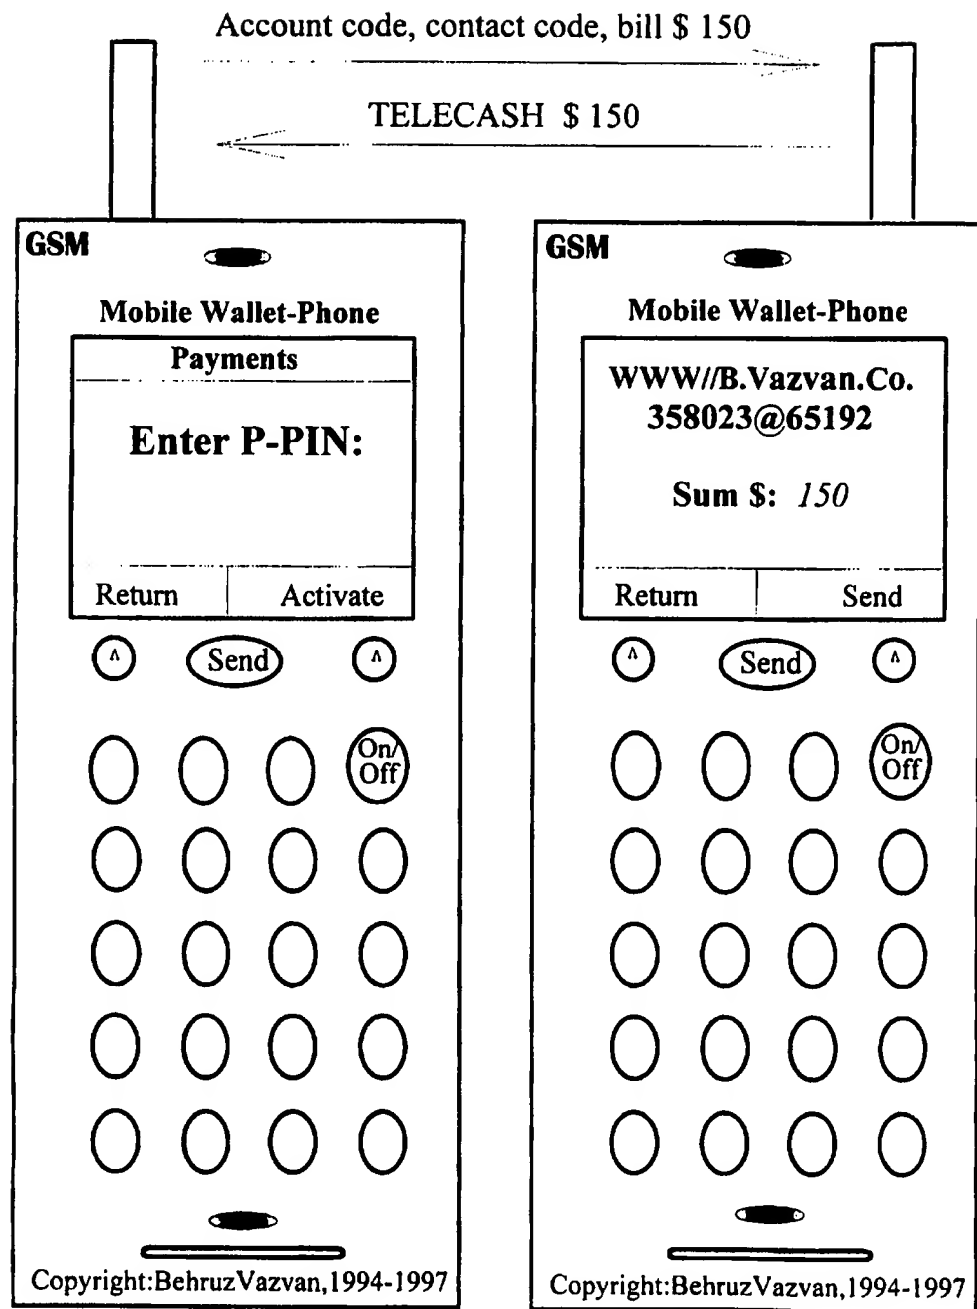 Account code, contact code, bill $ 150
TELECASH $ 150
GSM
Mobile Wallet-Phone
Payments
Enter P-PIN:
Return Activate
^ Send ^
On/
Off
Copyright:BehruzVazvan,1994-1997
GSM
Mobile Wallet-Phone
WWW//B.Vazvan.Co.
358023@65192
Sum $: 150
Return Send
^ Send ^
On/
Off
Copyright:BehruzVazvan,1994-1997